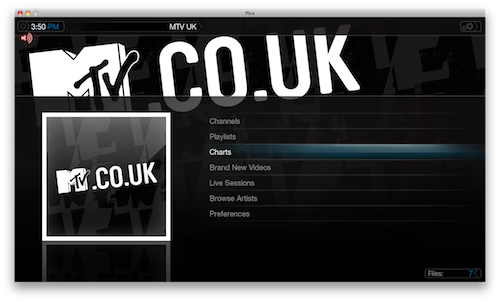 Plex
3:50 PM
MTV UK
MTV.CO.UK
MTV.CO.UK
Channels
Playlists
Charts
Brand New Videos
Live Sessions
Browse Artists
Preferences
Files: 7